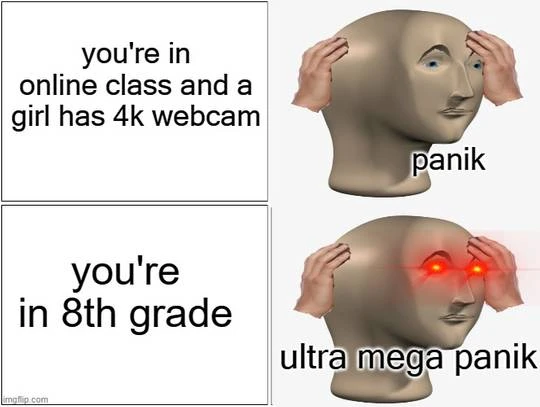 you're in
online class and a
girl has 4k webcam
panik
you're
in 8th grade
ultra mega panik
imgflip.com